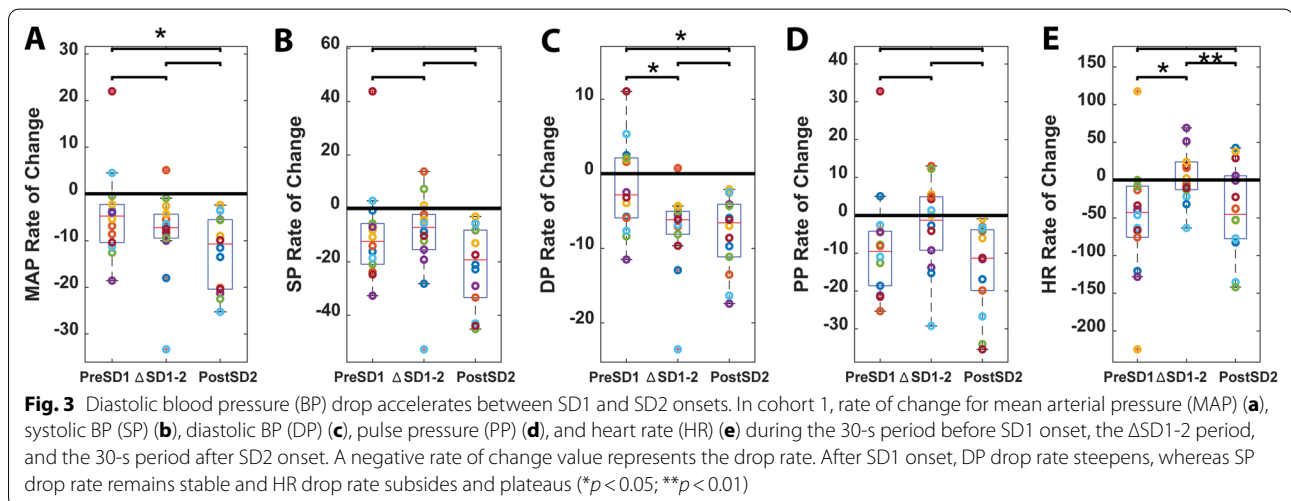 A
*
30
20
10
0
-10
-20
-30
MAP Rate of Change
PreSD1 Δ SD1-2 PostSD2
B
60
40
20
0
-20
-40
SP Rate of Change
PreSD1 ΔSD1-2 PostSD2
C
*
*
10
0
-10
-20
DP Rate of Change
PreSD1 ΔSD1-2 PostSD2
D
40
30
20
10
0
-10
-20
-30
PP Rate of Change
PreSD1 ΔSD1-2 PostSD2
E
*
**
150
100
50
0
-50
-100
-150
-200
HR Rate of Change
PreSD1 ΔSD1-2 PostSD2
Fig. 3 Diastolic blood pressure (BP) drop accelerates between SD1 and SD2 onsets. In cohort 1, rate of change for mean arterial pressure (MAP) (a),
systolic BP (SP) (b), diastolic BP (DP) (c), pulse pressure (PP) (d), and heart rate (HR) (e) during the 30-s period before SD1 onset, the ΔSD1-2 period,
and the 30-s period after SD2 onset. A negative rate of change value represents the drop rate. After SD1 onset, DP drop rate steepens, whereas SP
drop rate remains stable and HR drop rate subsides and plateaus (*p < 0.05; **p < 0.01)